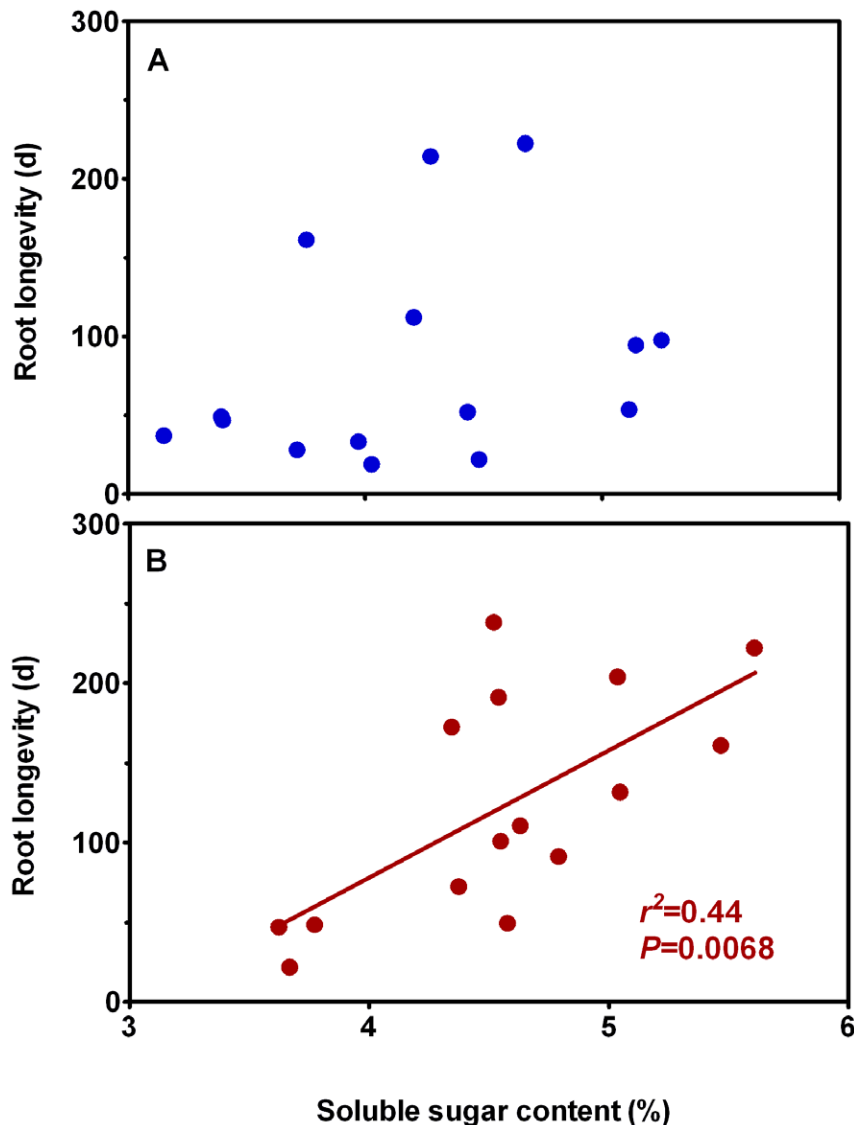 300
A
200
Root longevity (d)
100
0
300
B
200
Root longevity (d)
100
r²=0.44
P=0.0068
0
3 4 5 6
Soluble sugar content (%)